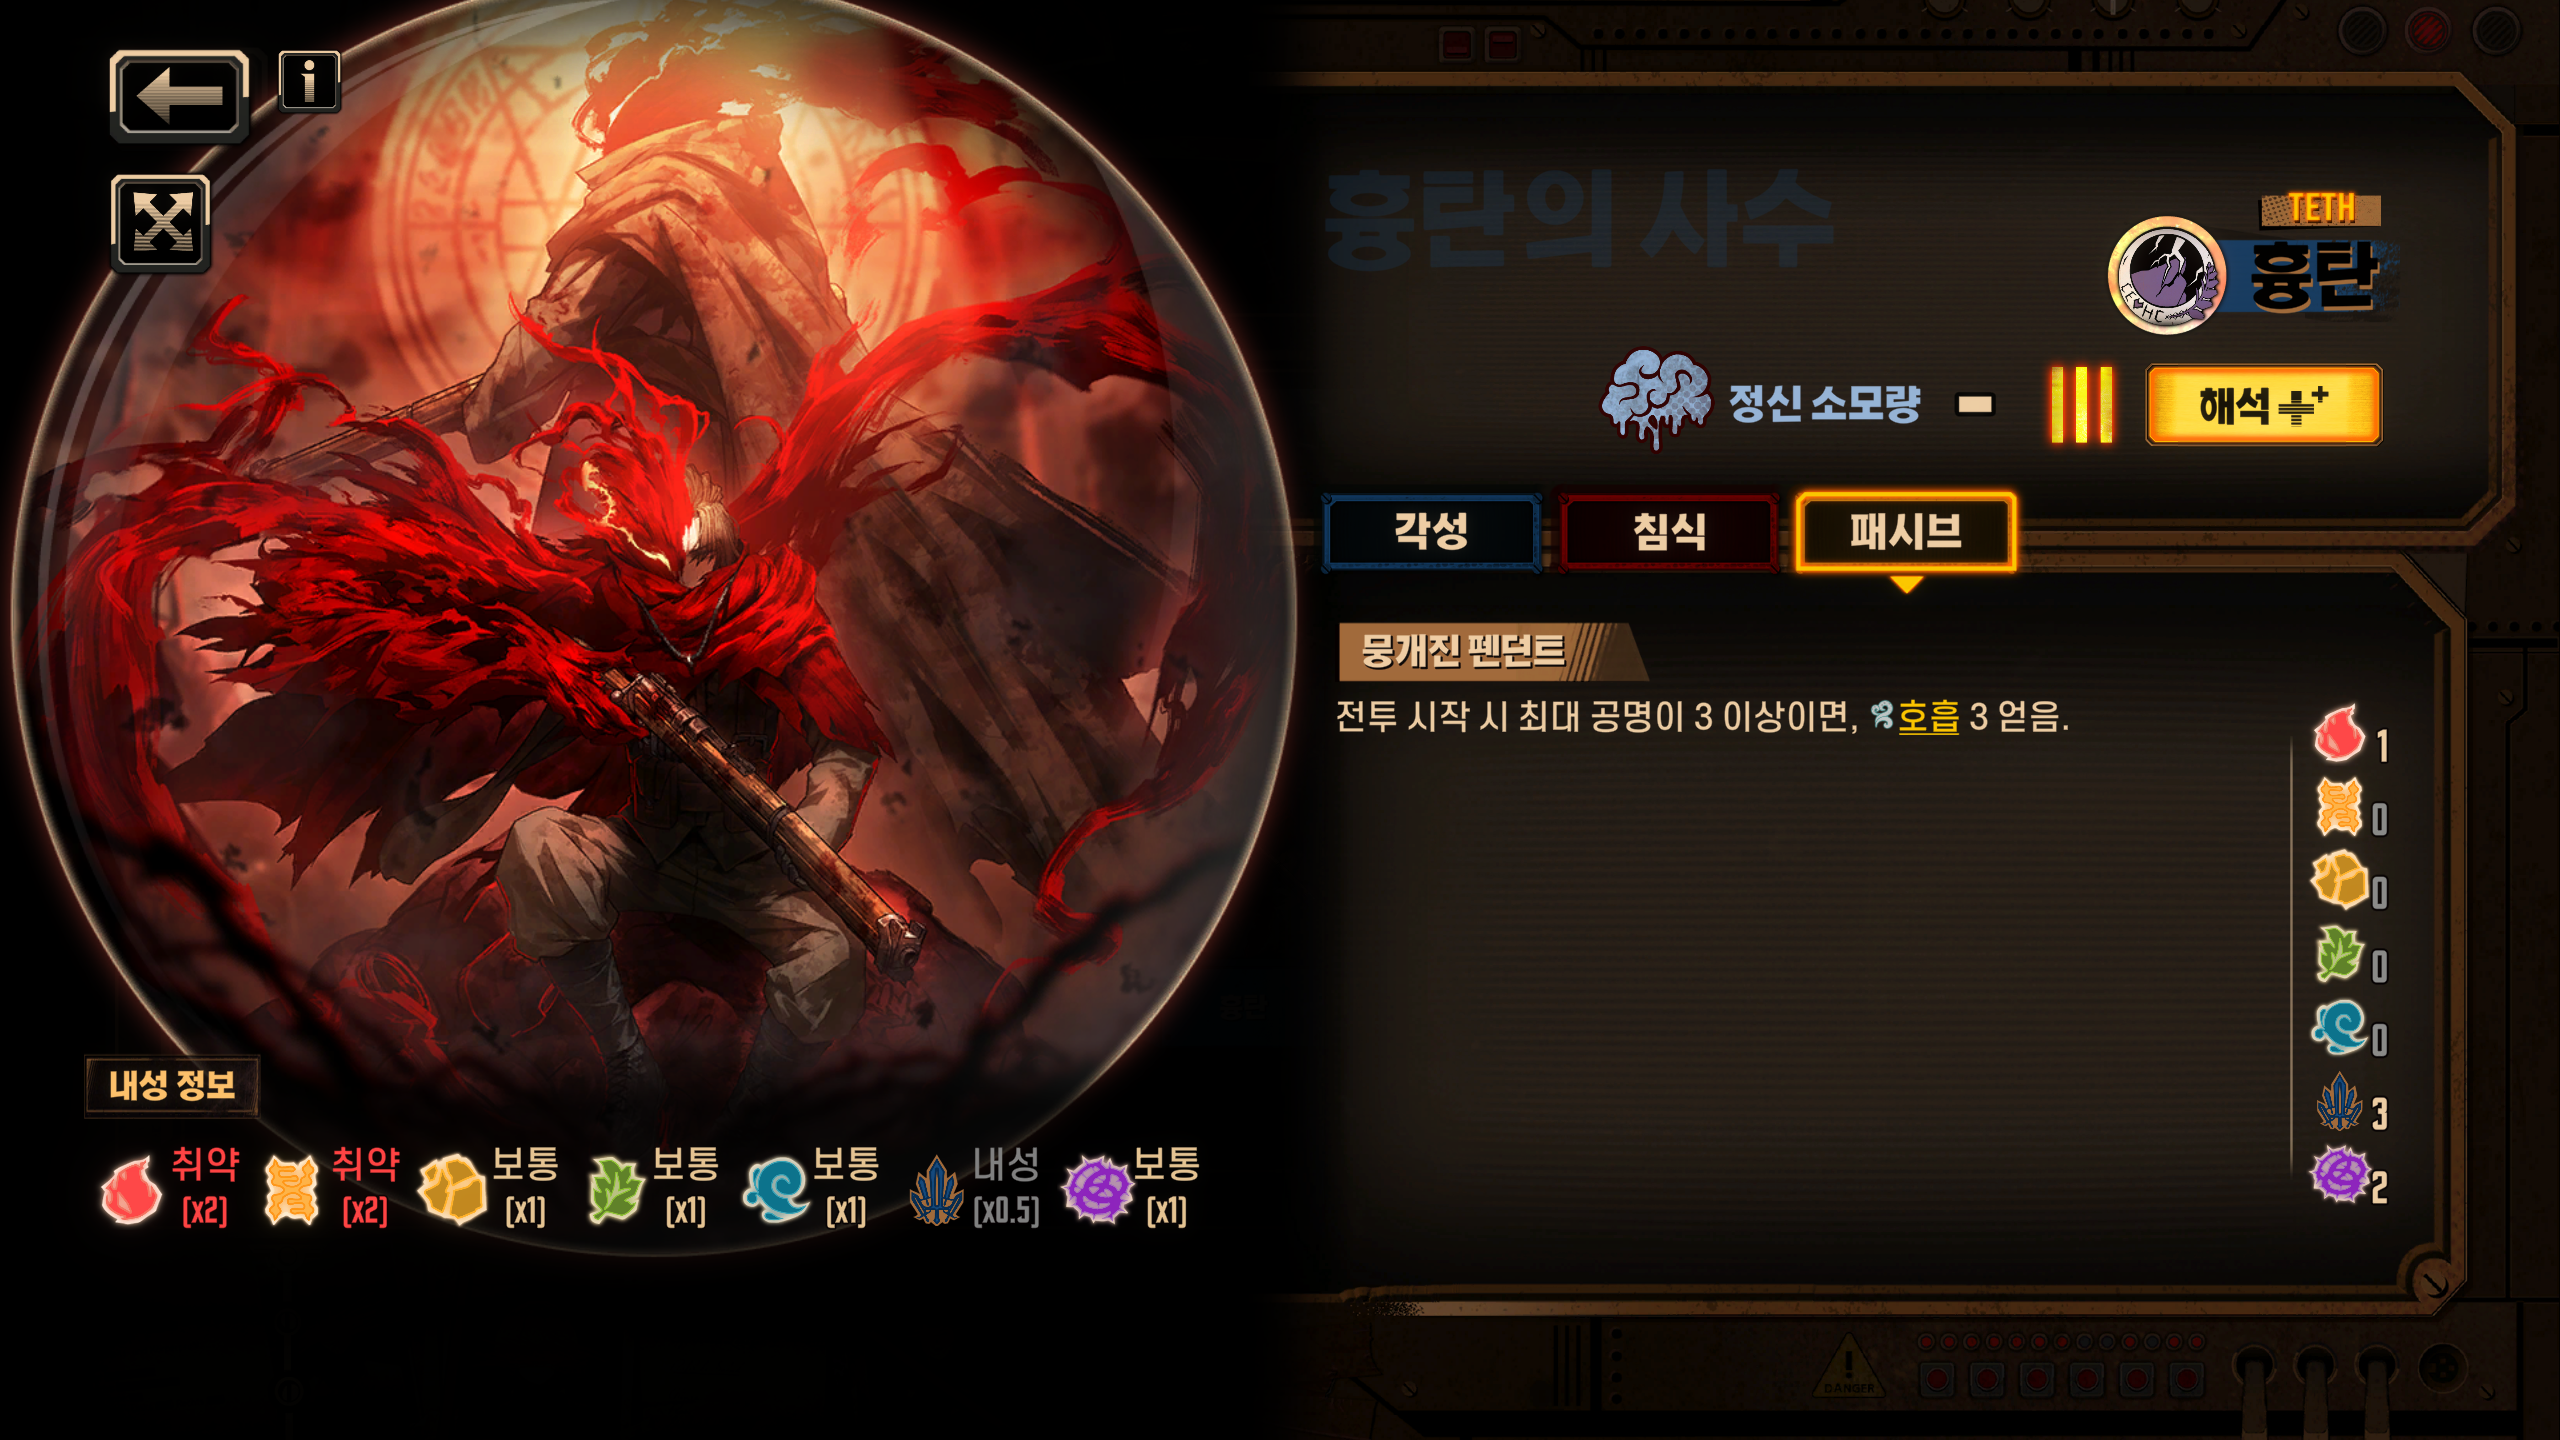 흉탄의 사수
TETH
흉탄
정신 소모량 -
III
해석 ++
각성
침식
패시브
뭉개진 펜던트
전투 시작 시 최대 공명이 3 이상이면, 호흡 3 얻음.
1
0
0
0
0
3
2
내성 정보
취약 취약 보통 보통 보통 내성 보통
[x2] [x2] [x1] [x1] [x1] [x0.5] [x1]
DANGER